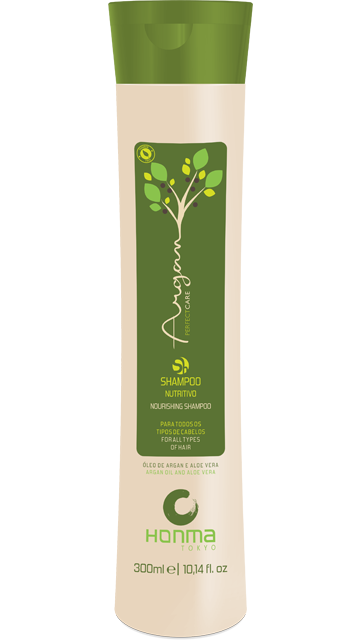 Argan
PERFECT CARE
SHAMPOO
NUTRITIVO
NOURISHING SHAMPOO
PARA TODOS OS
TIPOS DE CABELOS
FOR ALL TYPES
OF HAIR
ÓLEO DE ARGAN E ALOE VERA
ARGAN OIL AND ALOE VERA
HONMA
TOKYO
300ml ℮ | 10,14 fl. oz